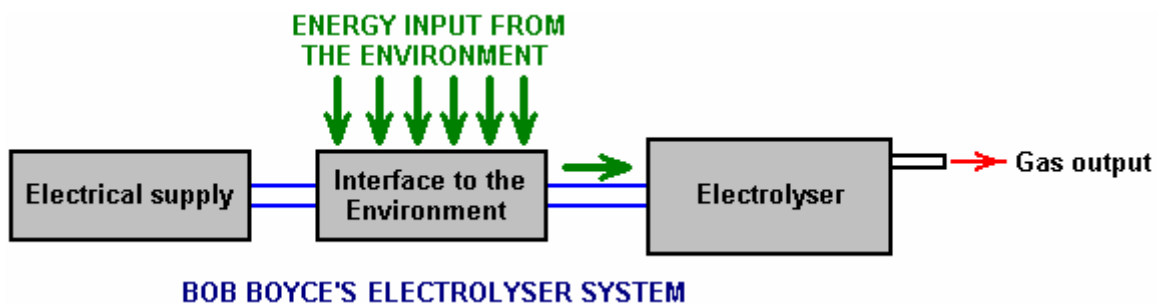 ENERGY INPUT FROM
THE ENVIRONMENT
Electrical supply
Interface to the
Environment
Electrolyser
Gas output
BOB BOYCE'S ELECTROLYSER SYSTEM